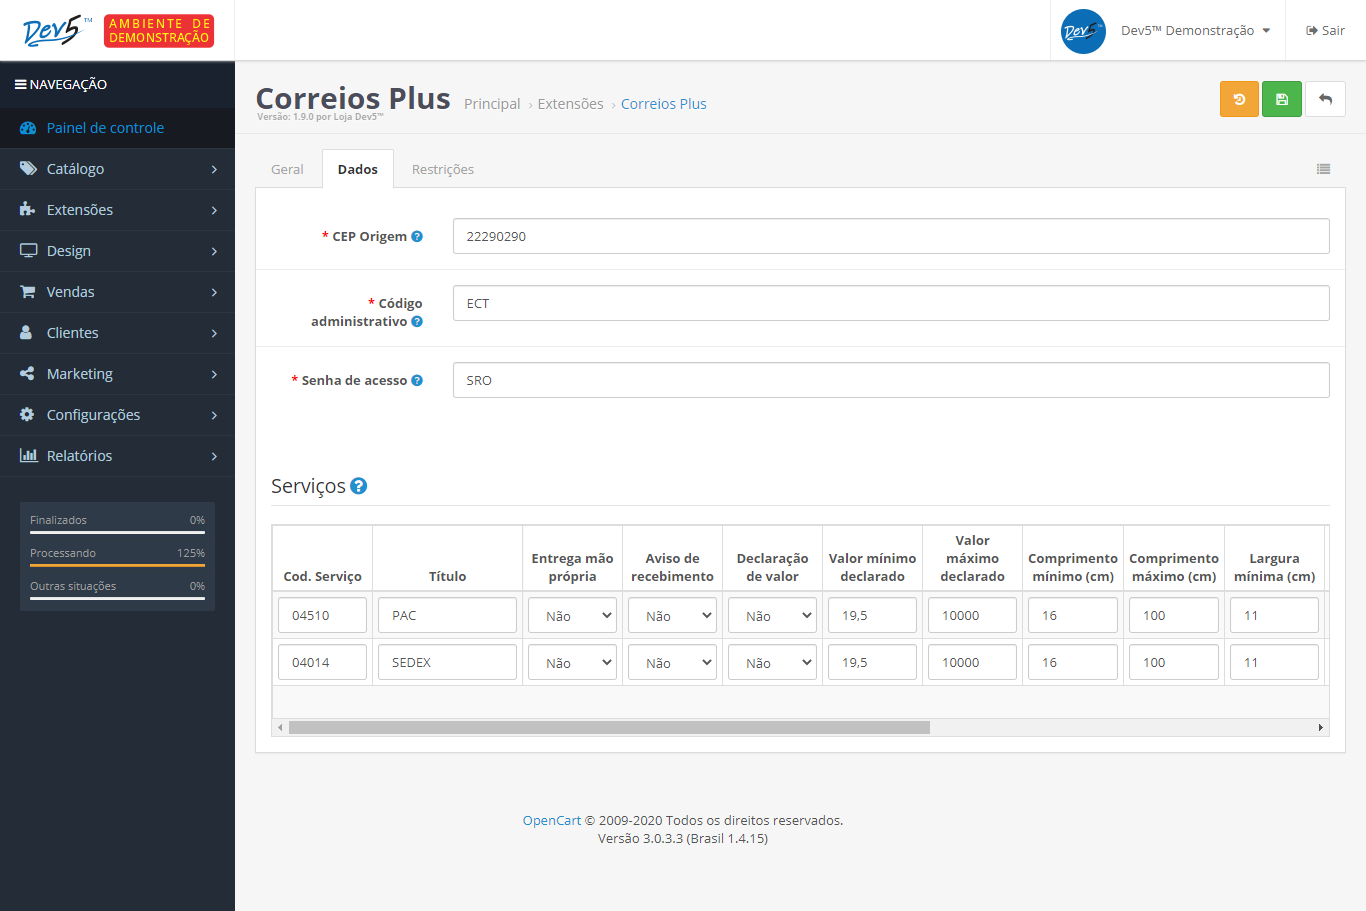 Dev5™
AMBIENTE DE
DEMONSTRAÇÃO
Dev5™
Dev5™ Demonstração
Sair
NAVEGAÇÃO
Painel de controle
Catálogo
Extensões
Design
Vendas
Clientes
Marketing
Configurações
Relatórios
Finalizados 0%
Processando 125%
Outras situações 0%
Correios Plus
Versão: 1.9.0 por Loja Dev5™
Principal › Extensões › Correios Plus
Geral
Dados
Restrições
* CEP Origem ?
22290290
* Código
administrativo ?
ECT
* Senha de acesso ?
SRO
Serviços ?
Cod. Serviço
Título
Entrega mão
própria
Aviso de
recebimento
Declaração
de valor
Valor mínimo
declarado
Valor
máximo
declarado
Comprimento
mínimo (cm)
Comprimento
máximo (cm)
Largura
mínima (cm)
04510 PAC Não Não Não 19,5 10000 16 100 11
04014 SEDEX Não Não Não 19,5 10000 16 100 11
OpenCart © 2009-2020 Todos os direitos reservados.
Versão 3.0.3.3 (Brasil 1.4.15)